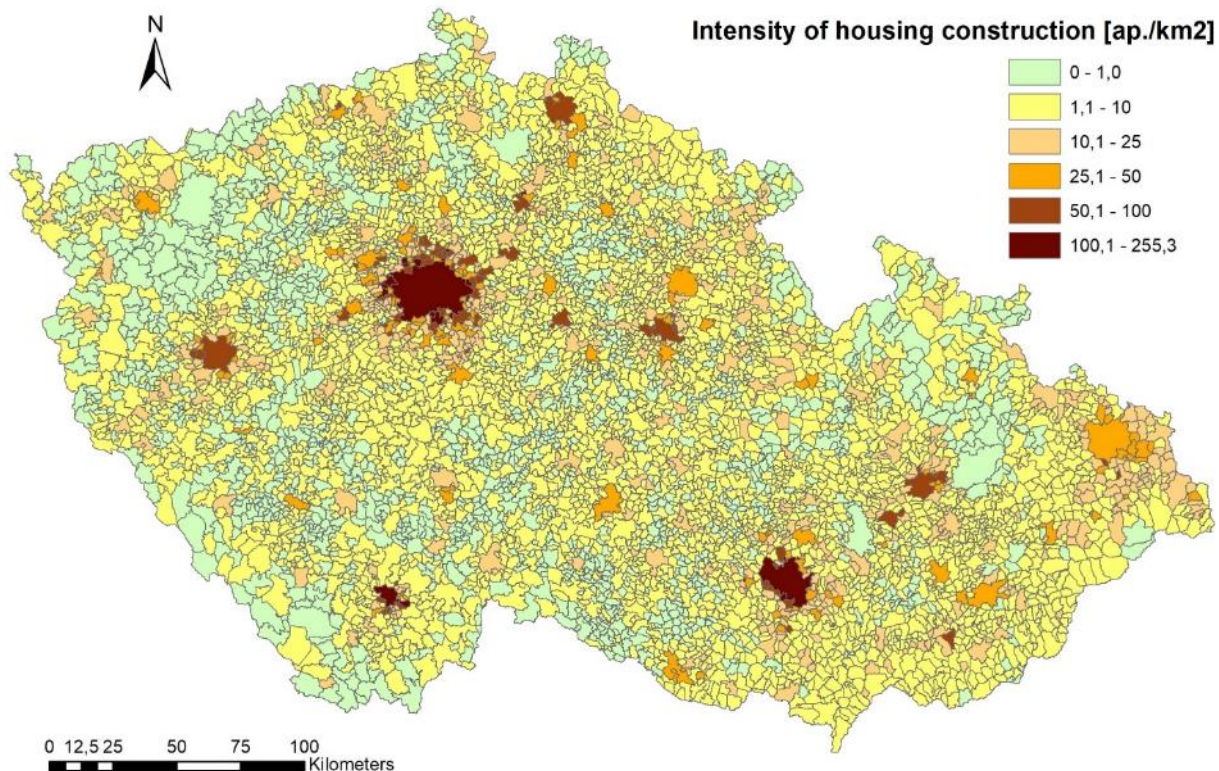 N
Intensity of housing construction [ap./km2]
0 - 1,0
1,1 - 10
10,1 - 25
25,1 - 50
50,1 - 100
100,1 - 255,3
0 12,5 25 50 75 100
Kilometers